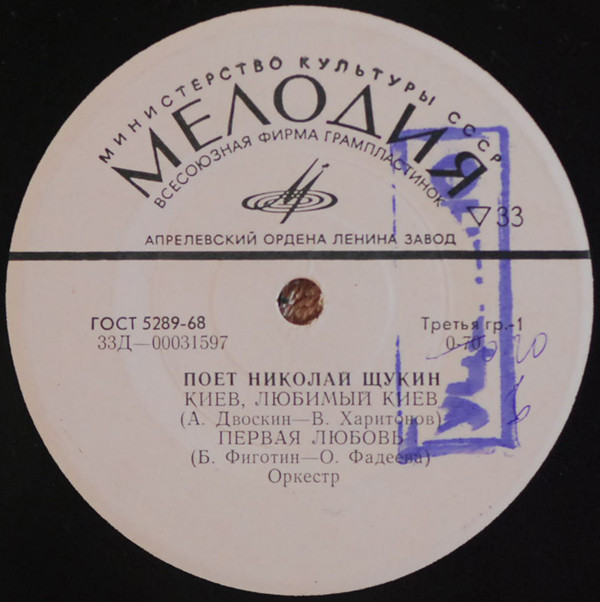 МИНИСТЕРСТВО КУЛЬТУРЫ СССР
МЕЛОДИЯ
ВСЕСОЮЗНАЯ ФИРМА ГРАМПЛАСТИНОК
▽33
АПРЕЛЕВСКИЙ ОРДЕНА ЛЕНИНА ЗАВОД
ГОСТ 5289-68
Третья гр.-1
33Д—00031597
0-70
ПОЕТ НИКОЛАЙ ЩУКИН
КИЕВ, ЛЮБИМЫЙ КИЕВ
(А. Двоскин—В. Харитонов)
ПЕРВАЯ ЛЮБОВЬ
(Б. Фиготин—О. Фадеева)
Оркестр